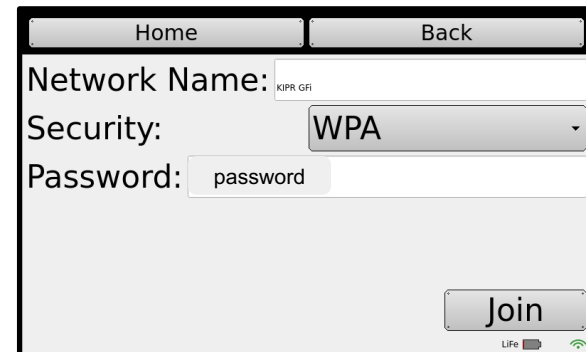 Home Back
Network Name: KIPR GFi
Security: WPA
Password: password
Join
LiFe